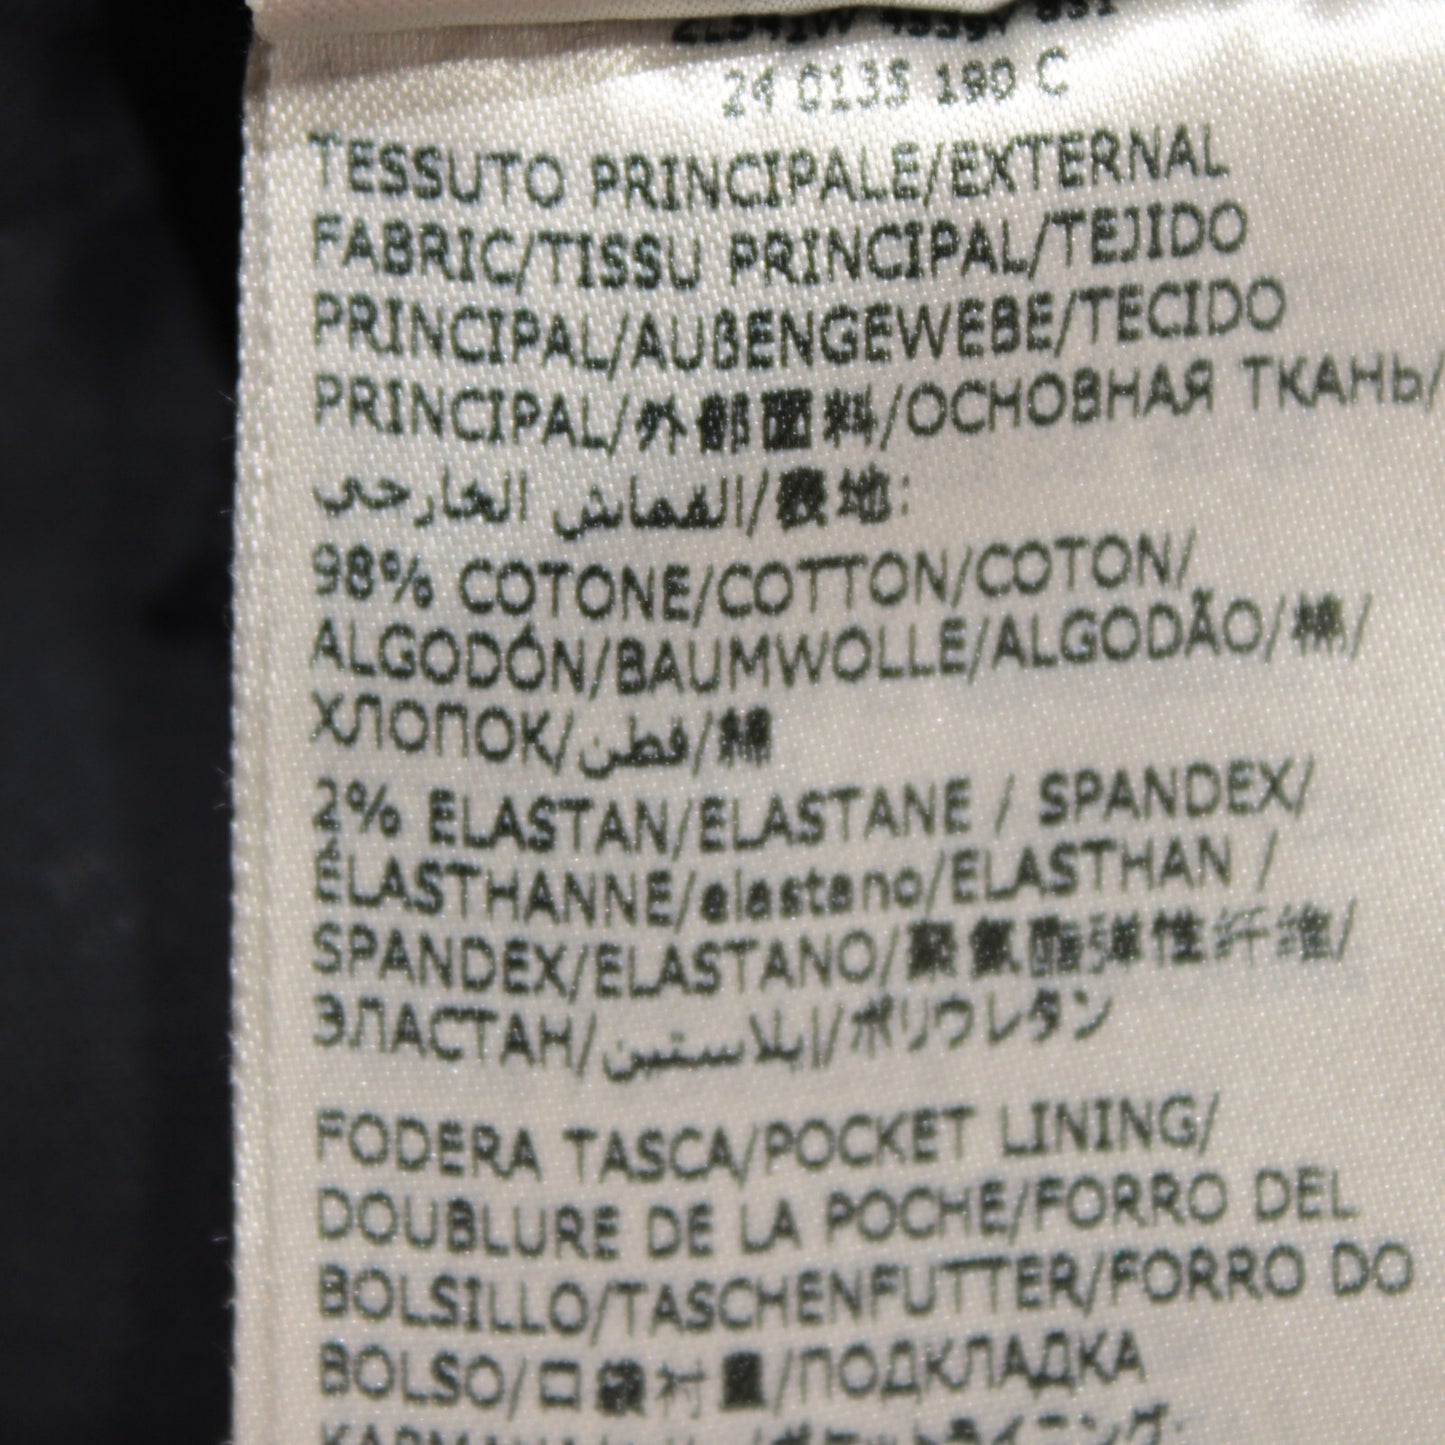 24 0135 190 C
TESSUTO PRINCIPALE/EXTERNAL
FABRIC/TISSU PRINCIPAL/TEJIDO
PRINCIPAL/AUßENGEWEBE/TECIDO
PRINCIPAL/外部面料/ОСНОВНАЯ ТКАНЬ/
القماش الخارجي/表地:
98% COTONE/COTTON/COTON/
ALGODÓN/BAUMWOLLE/ALGODÃO/棉/
ХЛОПОК/قطن/綿
2% ELASTAN/ELASTANE / SPANDEX/
ÉLASTHANNE/elastano/ELASTHAN /
SPANDEX/ELASTANO/聚氨酯弹性纤维/
ЭЛАСТАН/إيلاستين/ポリウレタン
FODERA TASCA/POCKET LINING/
DOUBLURE DE LA POCHE/FORRO DEL
BOLSILLO/TASCHENFUTTER/FORRO DO
BOLSO/口袋衬里/ПОДКЛАДКА